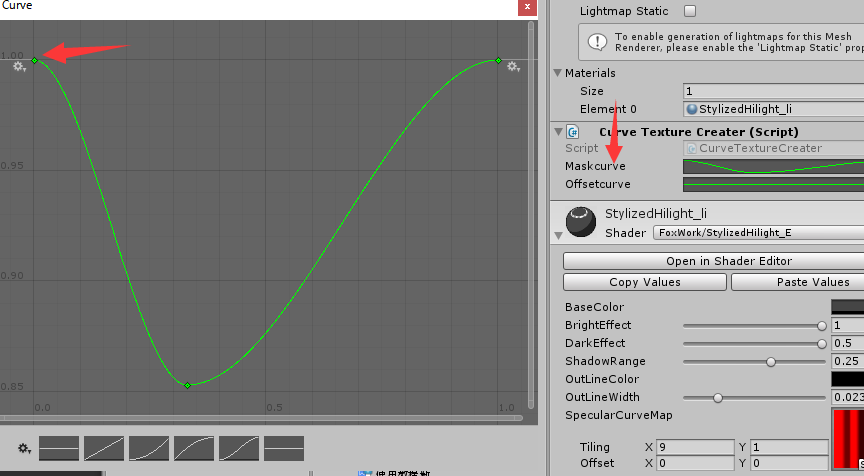 Curve
x
1.00
0.95
0.90
0.85
0.0
0.5
1.0
Lightmap Static
To enable generation of lightmaps for this Mesh
Renderer, please enable the 'Lightmap Static' prop
Materials
Size 1
Element 0 StylizedHilight_li
Curve Texture Creater (Script)
Script CurveTextureCreater
Maskcurve
Offsetcurve
StylizedHilight_li
Shader FoxWork/StylizedHilight_E
Open in Shader Editor
Copy Values Paste Values
BaseColor
BrightEffect 1
DarkEffect 0.5
ShadowRange 0.25
OutLineColor
OutLineWidth 0.023
SpecularCurveMap
Tiling X 9 Y 1
Offset X 0 Y 0